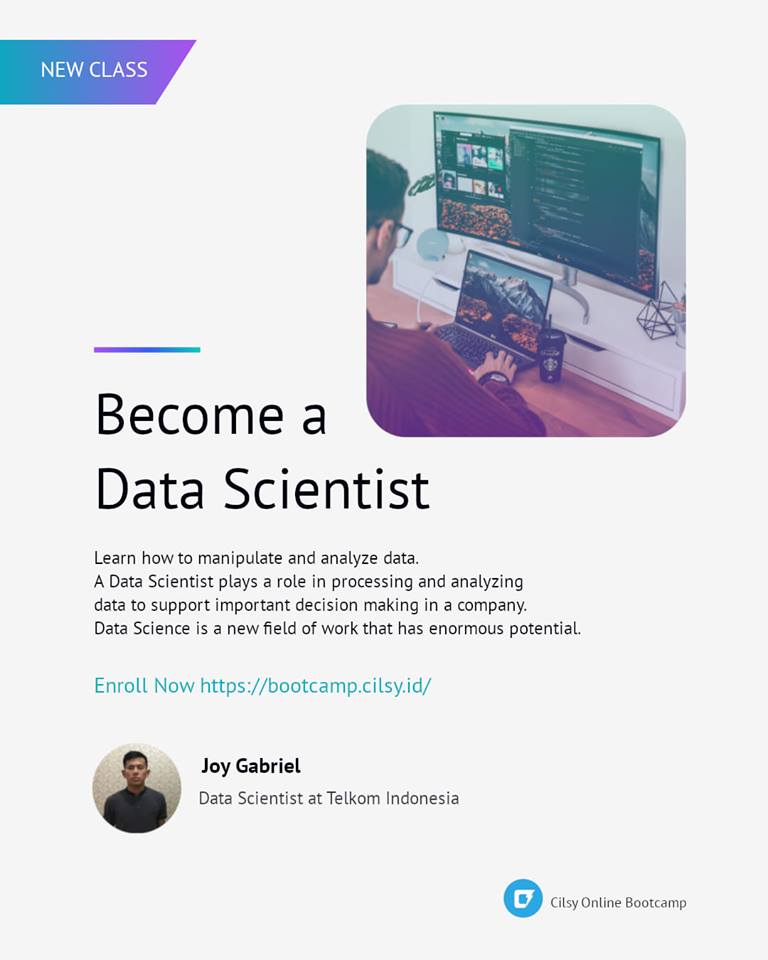 NEW CLASS
Become a
Data Scientist
Learn how to manipulate and analyze data.
A Data Scientist plays a role in processing and analyzing
data to support important decision making in a company.
Data Science is a new field of work that has enormous potential.
Enroll Now https://bootcamp.cilsy.id/
Joy Gabriel
Data Scientist at Telkom Indonesia
Cilsy Online Bootcamp